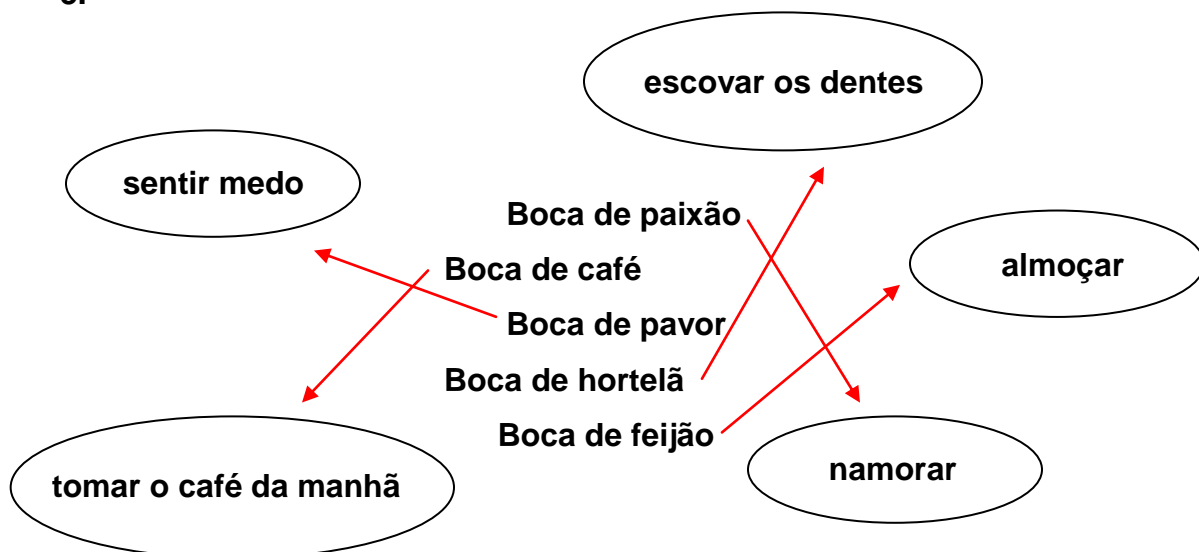 escovar os dentes
sentir medo
Boca de paixão
almoçar
Boca de café
Boca de pavor
Boca de hortelã
Boca de feijão
namorar
tomar o café da manhã